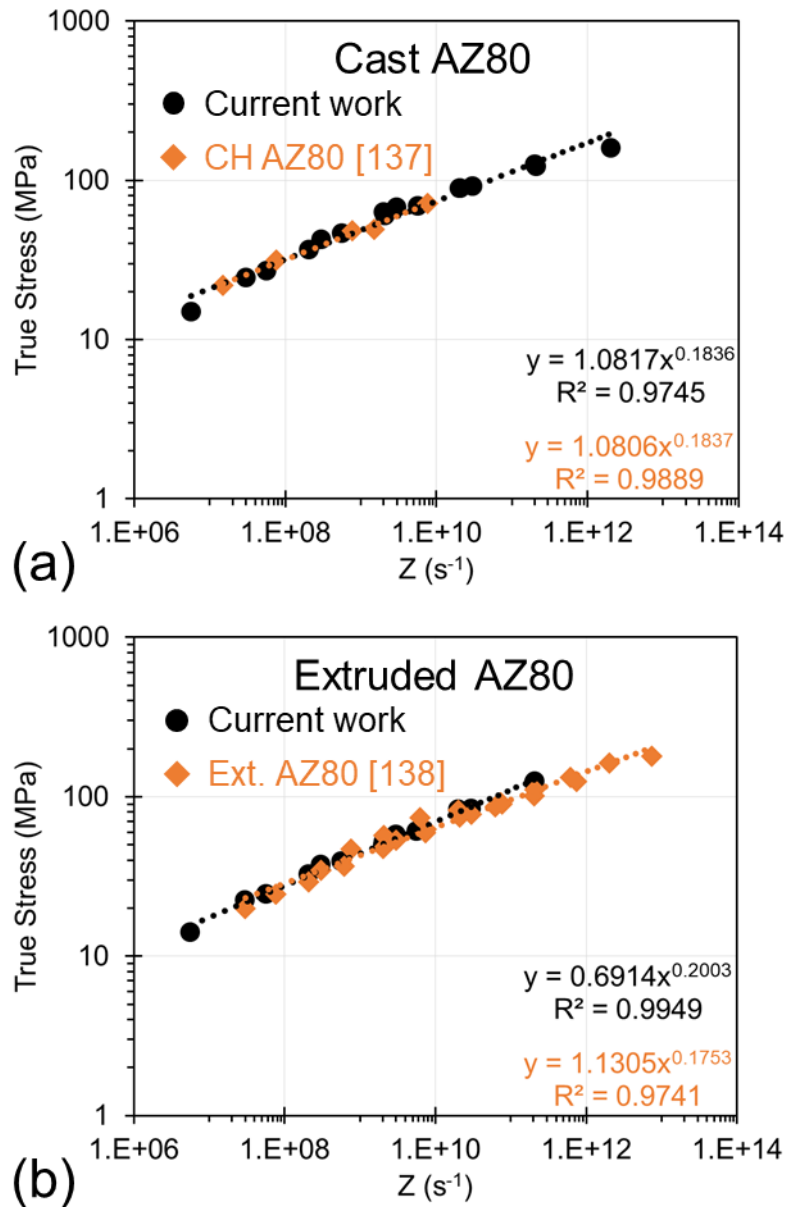 1000
Cast AZ80
Current work
CH AZ80 [137]
100
True Stress (MPa)
10
y = 1.0817x^0.1836
R² = 0.9745
y = 1.0806x^0.1837
R² = 0.9889
1
1.E+06 1.E+08 1.E+10 1.E+12 1.E+14
(a)
Z (s⁻¹)
1000
Extruded AZ80
Current work
Ext. AZ80 [138]
100
True Stress (MPa)
10
y = 0.6914x^0.2003
R² = 0.9949
y = 1.1305x^0.1753
R² = 0.9741
1
1.E+06 1.E+08 1.E+10 1.E+12 1.E+14
(b)
Z (s⁻¹)